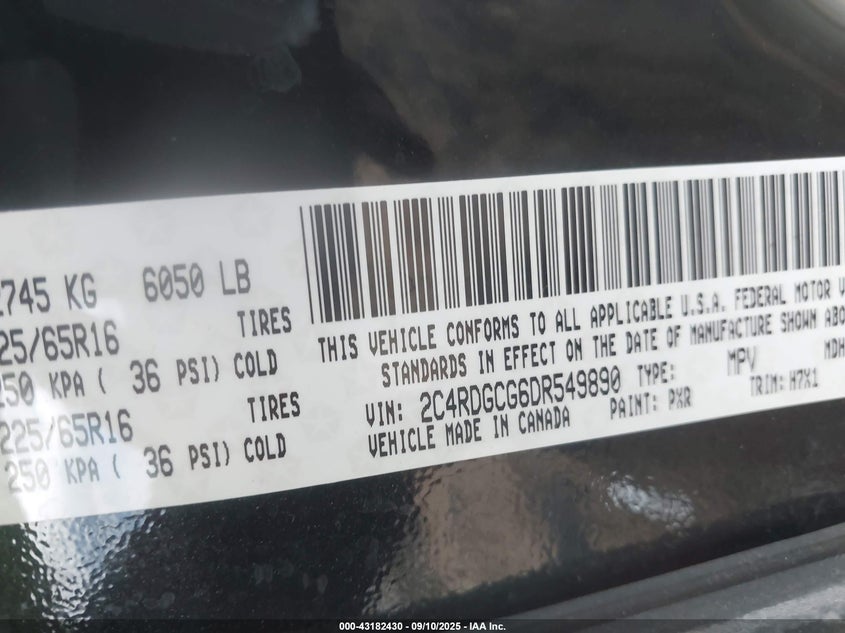 745 KG 6050 LB
25/65R16 TIRES
250 KPA ( 36 PSI) COLD
225/65R16 TIRES
250 KPA ( 36 PSI) COLD
THIS VEHICLE CONFORMS TO ALL APPLICABLE U.S.A. FEDERAL MOTOR V
STANDARDS IN EFFECT ON THE DATE OF MANUFACTURE SHOWN ABO
VIN: 2C4RDGCG6DR549890 TYPE: MPV MDH
VEHICLE MADE IN CANADA PAINT: PXR TRIM: H7X1
000-43182430 - 09/10/2025 - IAA Inc.